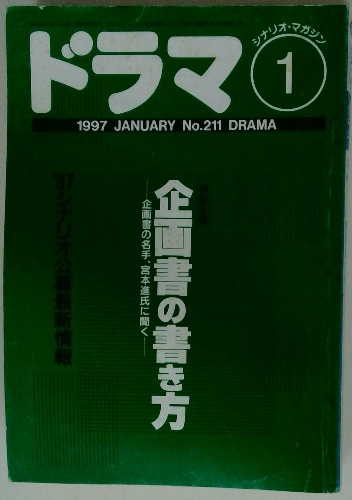 ドラマ
シナリオ・マガジン
1
1997 JANUARY No.211 DRAMA
企画書の書き方
―企画書の名手、宮本進氏に聞く―
'97シナリオ公募最新情報